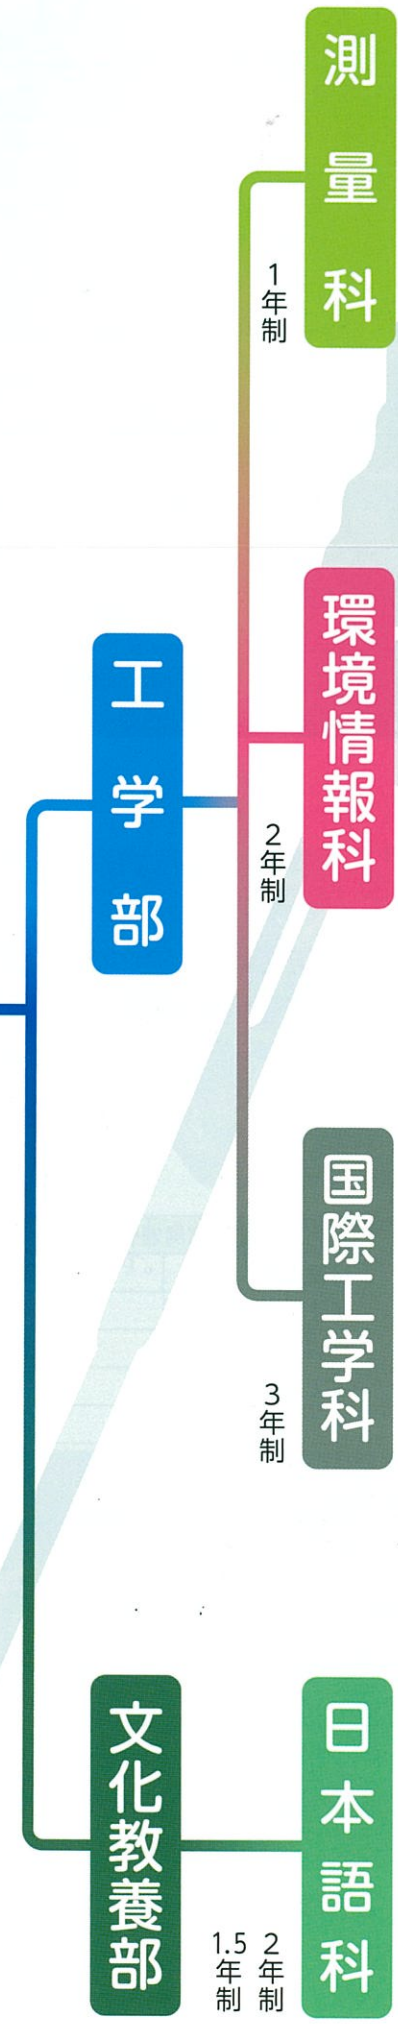 測量科
1年制
環境情報科
2年制
工学部
国際工学科
3年制
日本語科
2年制
1.5年制
文化教養部